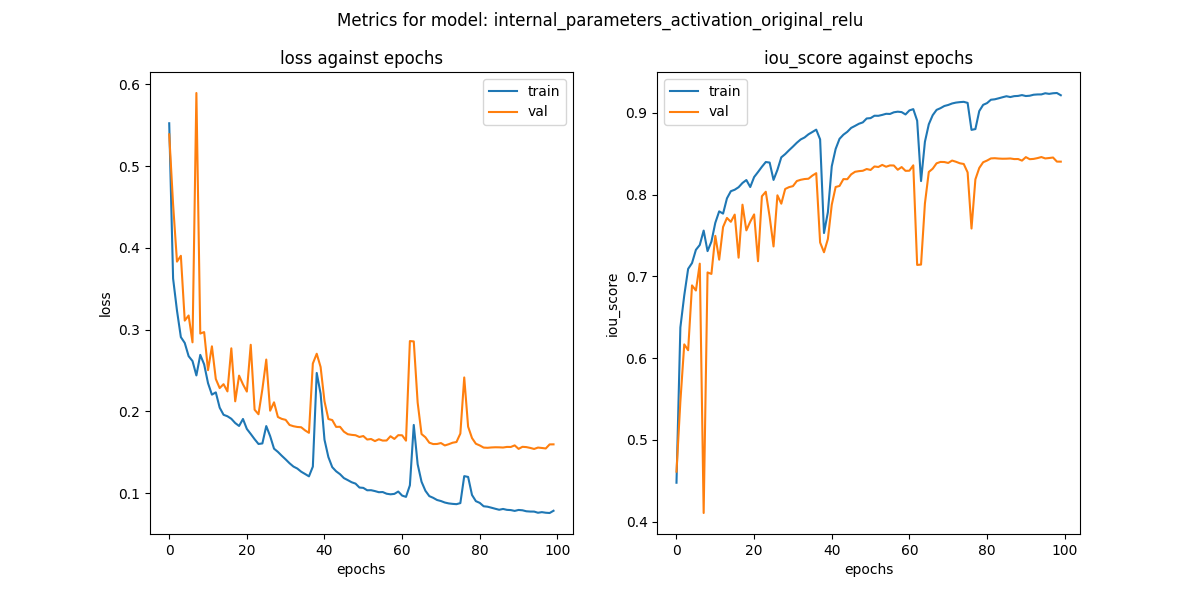 Metrics for model: internal_parameters_activation_original_relu
loss against epochs
train
val
loss
0.6
0.5
0.4
0.3
0.2
0.1
0
20
40
60
80
100
epochs
iou_score against epochs
train
val
iou_score
0.9
0.8
0.7
0.6
0.5
0.4
0
20
40
60
80
100
epochs